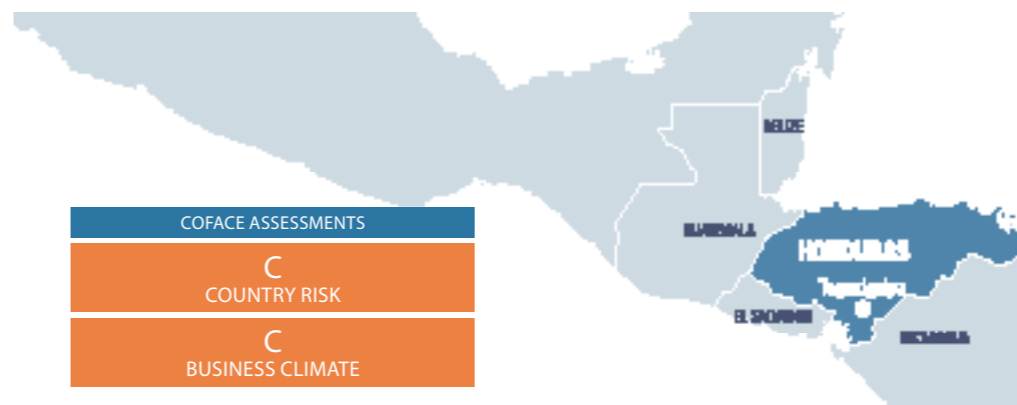 BELIZE
COFACE ASSESSMENTS
GUATEMALA
HONDURAS
C
COUNTRY RISK
Tegucigalpa
EL SALVADOR
C
BUSINESS CLIMATE
NICARAGUA